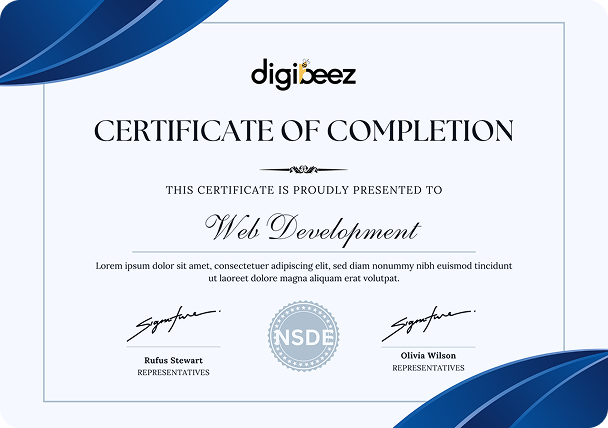 digibeez
CERTIFICATE OF COMPLETION
THIS CERTIFICATE IS PROUDLY PRESENTED TO
Web Development
Lorem ipsum dolor sit amet, consectetuer adipiscing elit, sed diam nonummy nibh euismod tincidunt
ut laoreet dolore magna aliquam erat volutpat.
Signature.
Signature.
NSDE
Rufus Stewart
REPRESENTATIVES
Olivia Wilson
REPRESENTATIVES